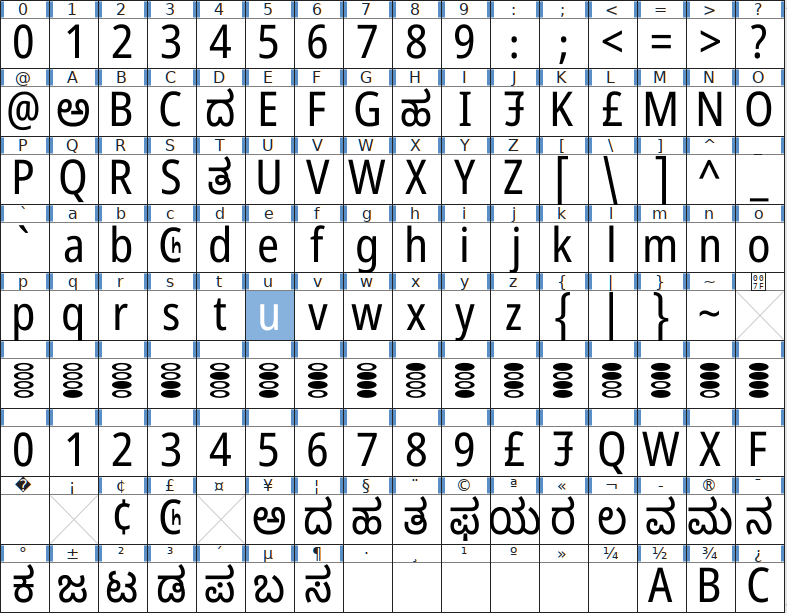 0 1 2 3 4 5 6 7 8 9 : ; < = > ?
0 1 2 3 4 5 6 7 8 9 : ; < = > ?
@ A B C D E F G H I J K L M N O
@ ಅ B C ದ E F G ಹ I K £ M N O
P Q R S T U V W X Y Z [ \ ] ^ _
P Q R S ತ U V W X Y Z [ \ ] ^ _
` a b c d e f g h i j k l m n o
` a b d e f g h i j k l m n o
p q r s t u v w x y z { | } ~
p q r s t u v w x y z { | } ~
0 1 2 3 4 5 6 7 8 9 £ Q W X F
� ¡ ¢ £ ¤ ¥ ¦ § ¨ © ª « ¬ - ® ¯
¢ ಅ ದ ಹ ತ ಫ ಯ ರ ಲ ವ ಮ ನ
° ± ² ³ ´ µ ¶ · ¸ ¹ º » ¼ ½ ¾ ¿
ಕ ಜ ಟ ಡ ಪ ಬ ಸ A B C